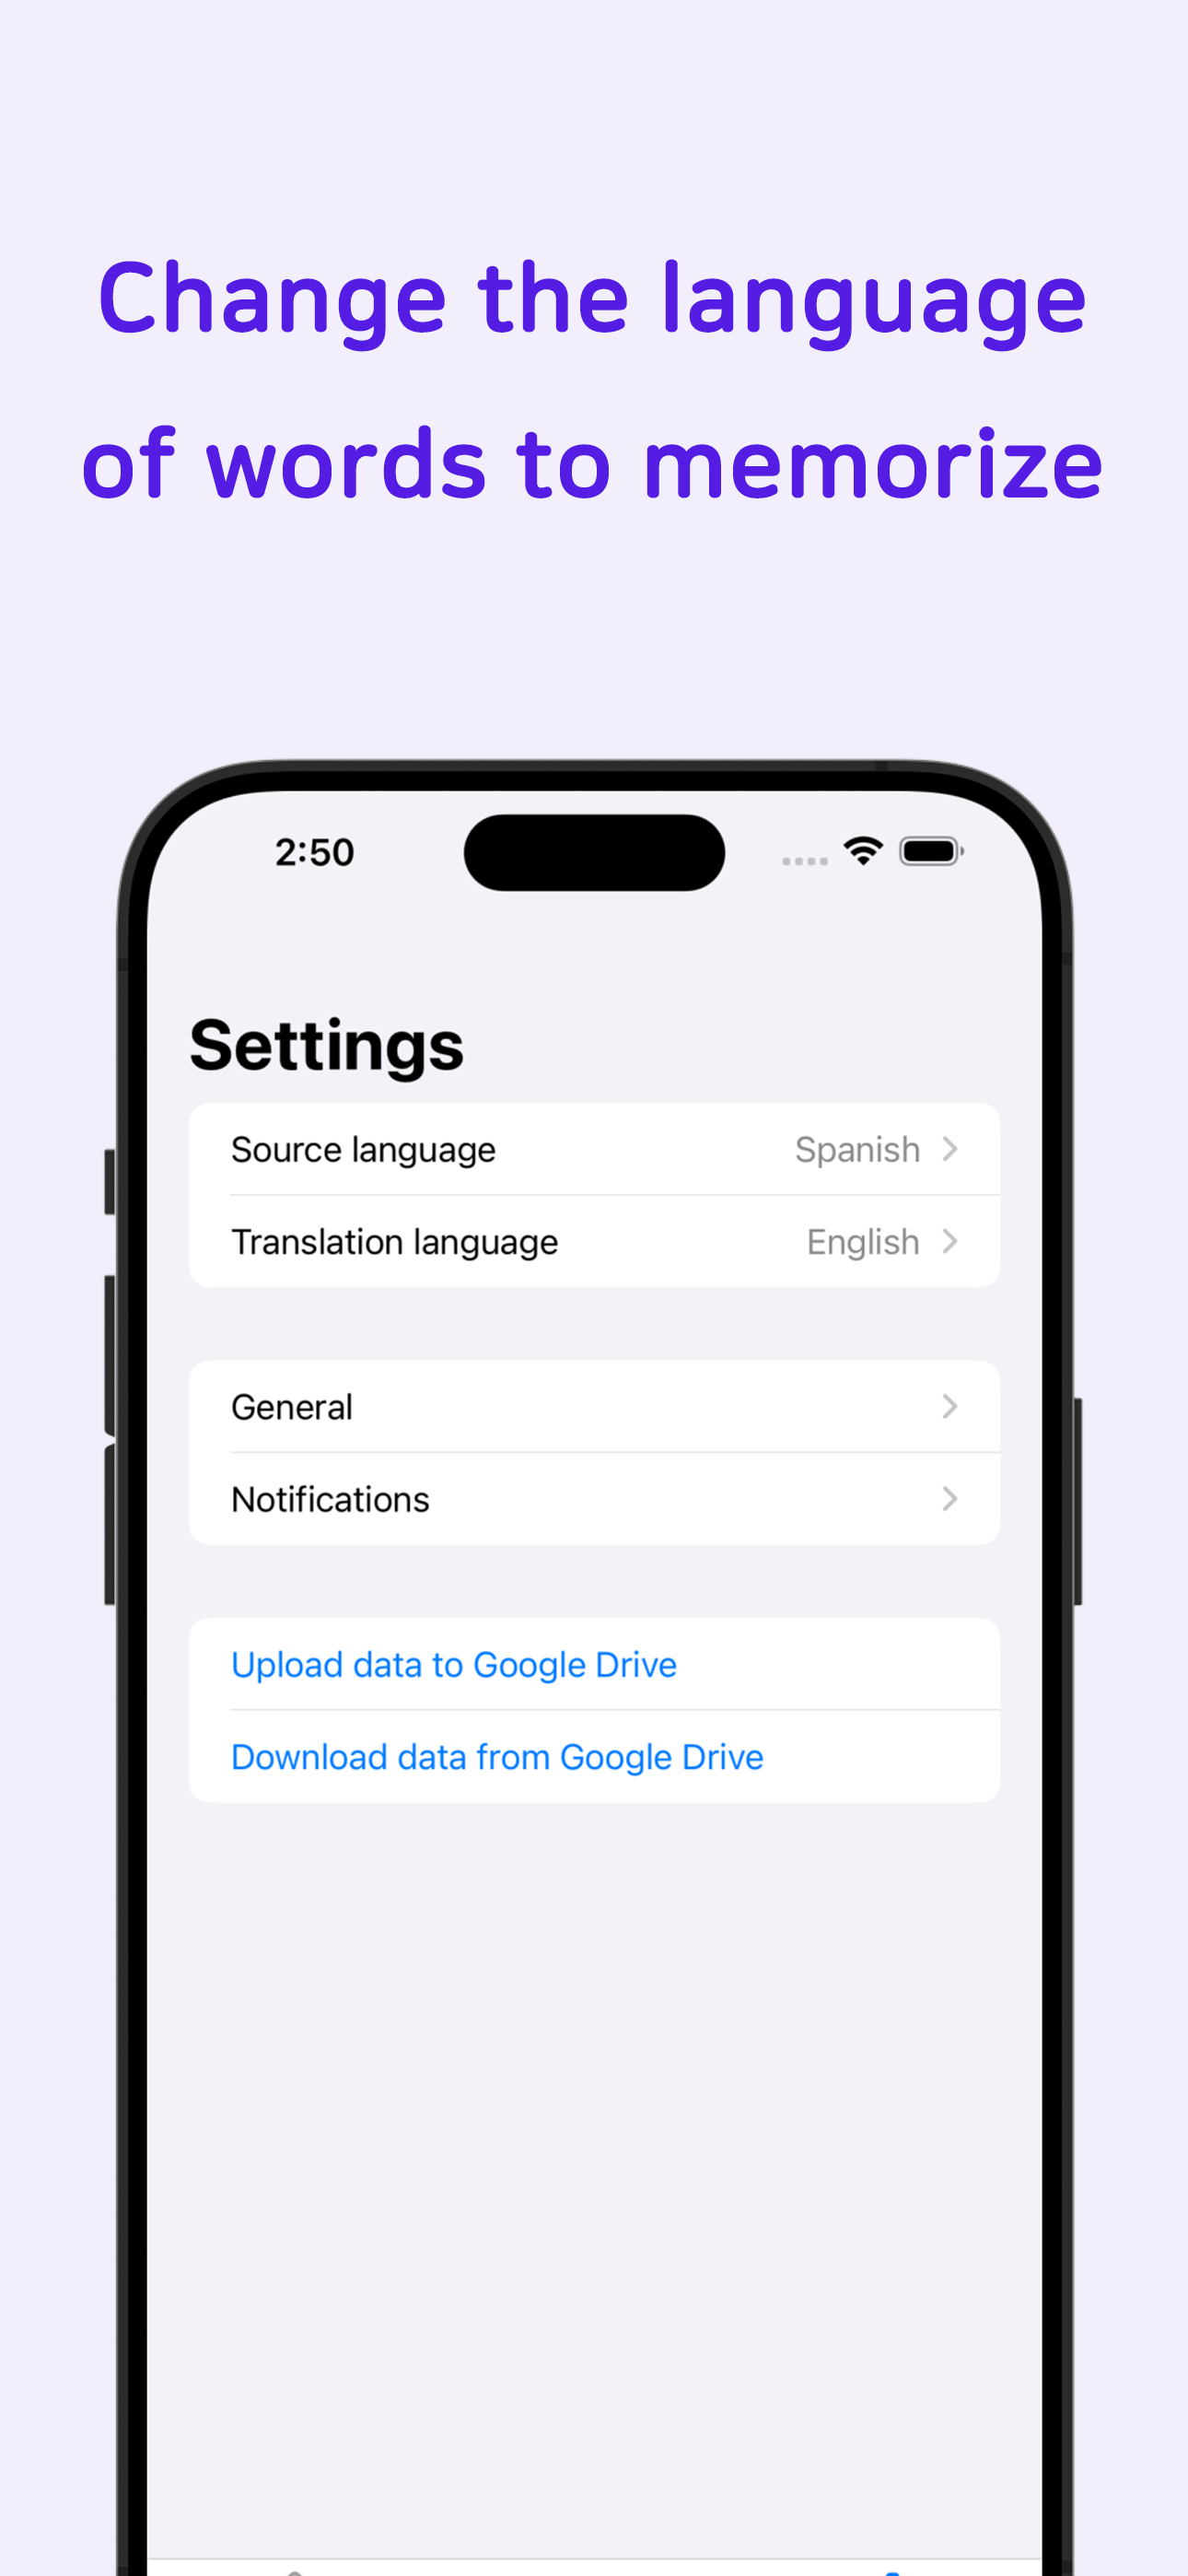 Change the language
of words to memorize
2:50
Settings
Source language Spanish
Translation language English
General
Notifications
Upload data to Google Drive
Download data from Google Drive